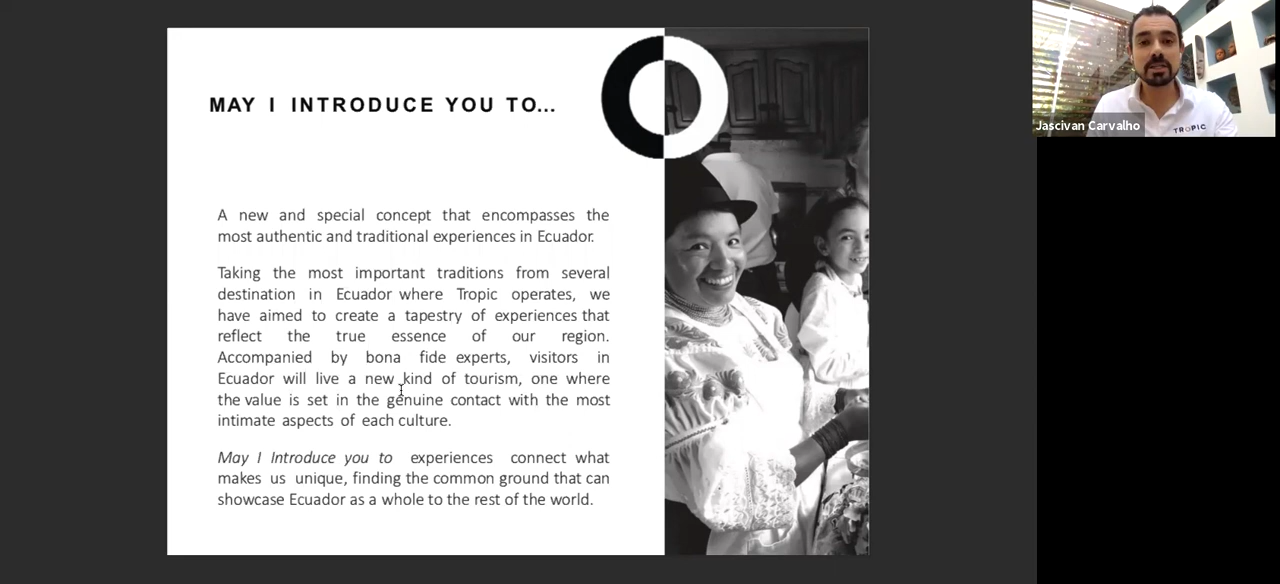 MAY I INTRODUCE YOU TO...
A new and special concept that encompasses the
most authentic and traditional experiences in Ecuador.
Taking the most important traditions from several
destination in Ecuador where Tropic operates, we
have aimed to create a tapestry of experiences that
reflect the true essence of our region.
Accompanied by bona fide experts, visitors in
Ecuador will live a new kind of tourism, one where
the value is set in the genuine contact with the most
intimate aspects of each culture.
May I Introduce you to experiences connect what
makes us unique, finding the common ground that can
showcase Ecuador as a whole to the rest of the world.
Jascivan Carvalho
TROPIC